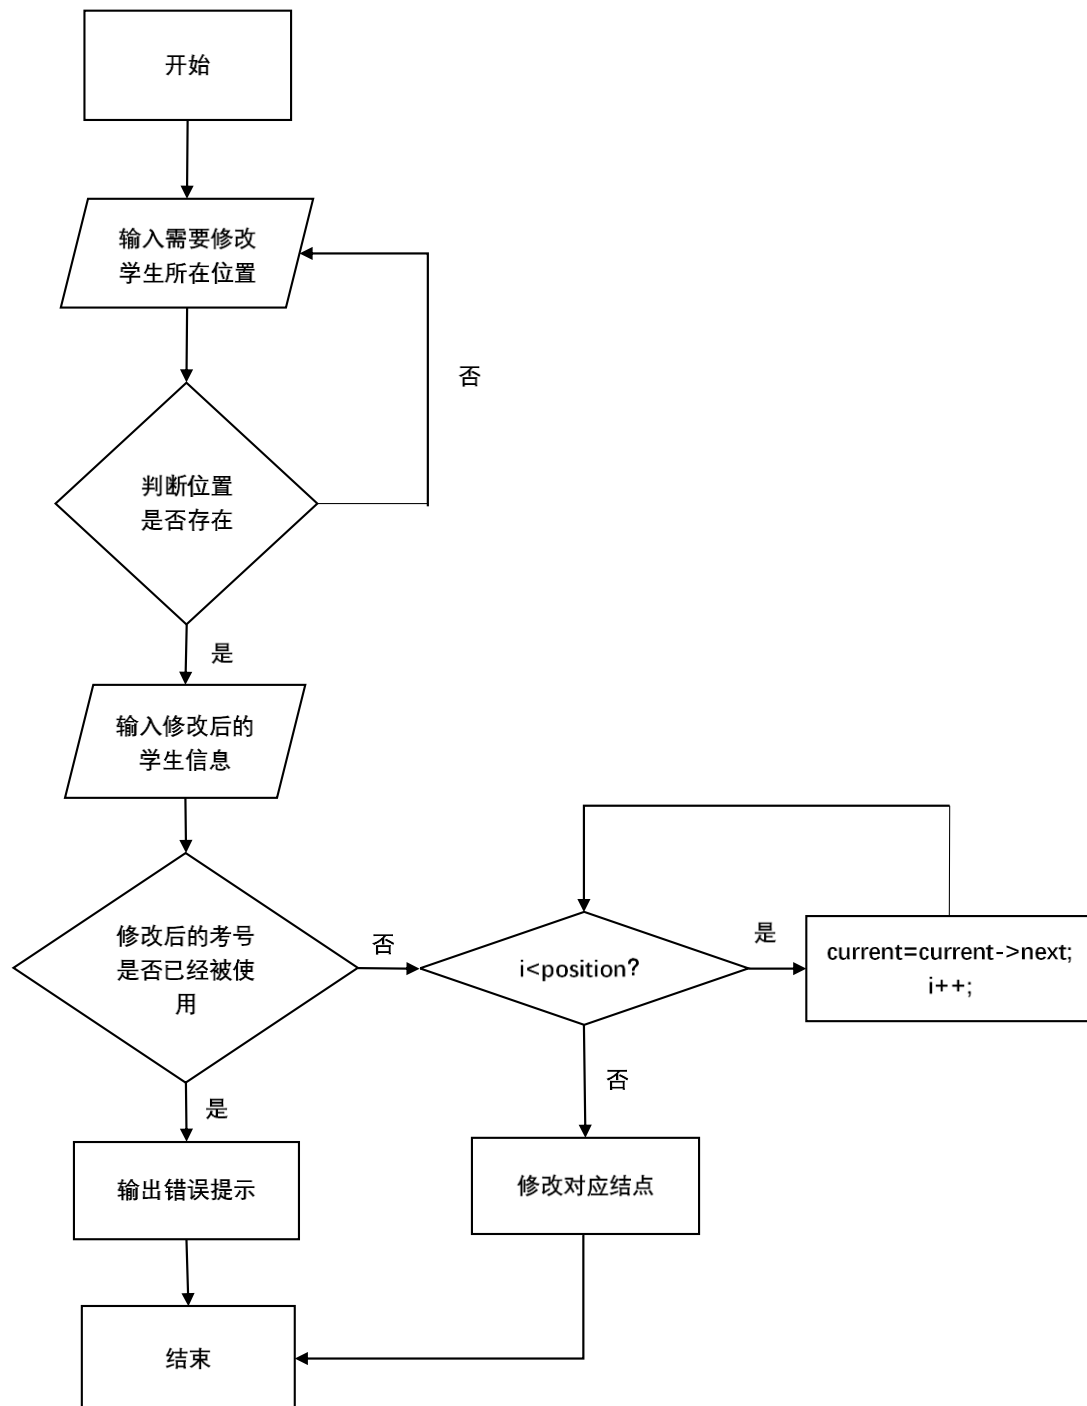 开始
输入需要修改
学生所在位置
否
判断位置
是否存在
是
输入修改后的
学生信息
修改后的考号
是否已经被使
用
否
i<position?
是
current=current->next;
i++;
是
否
输出错误提示
修改对应结点
结束